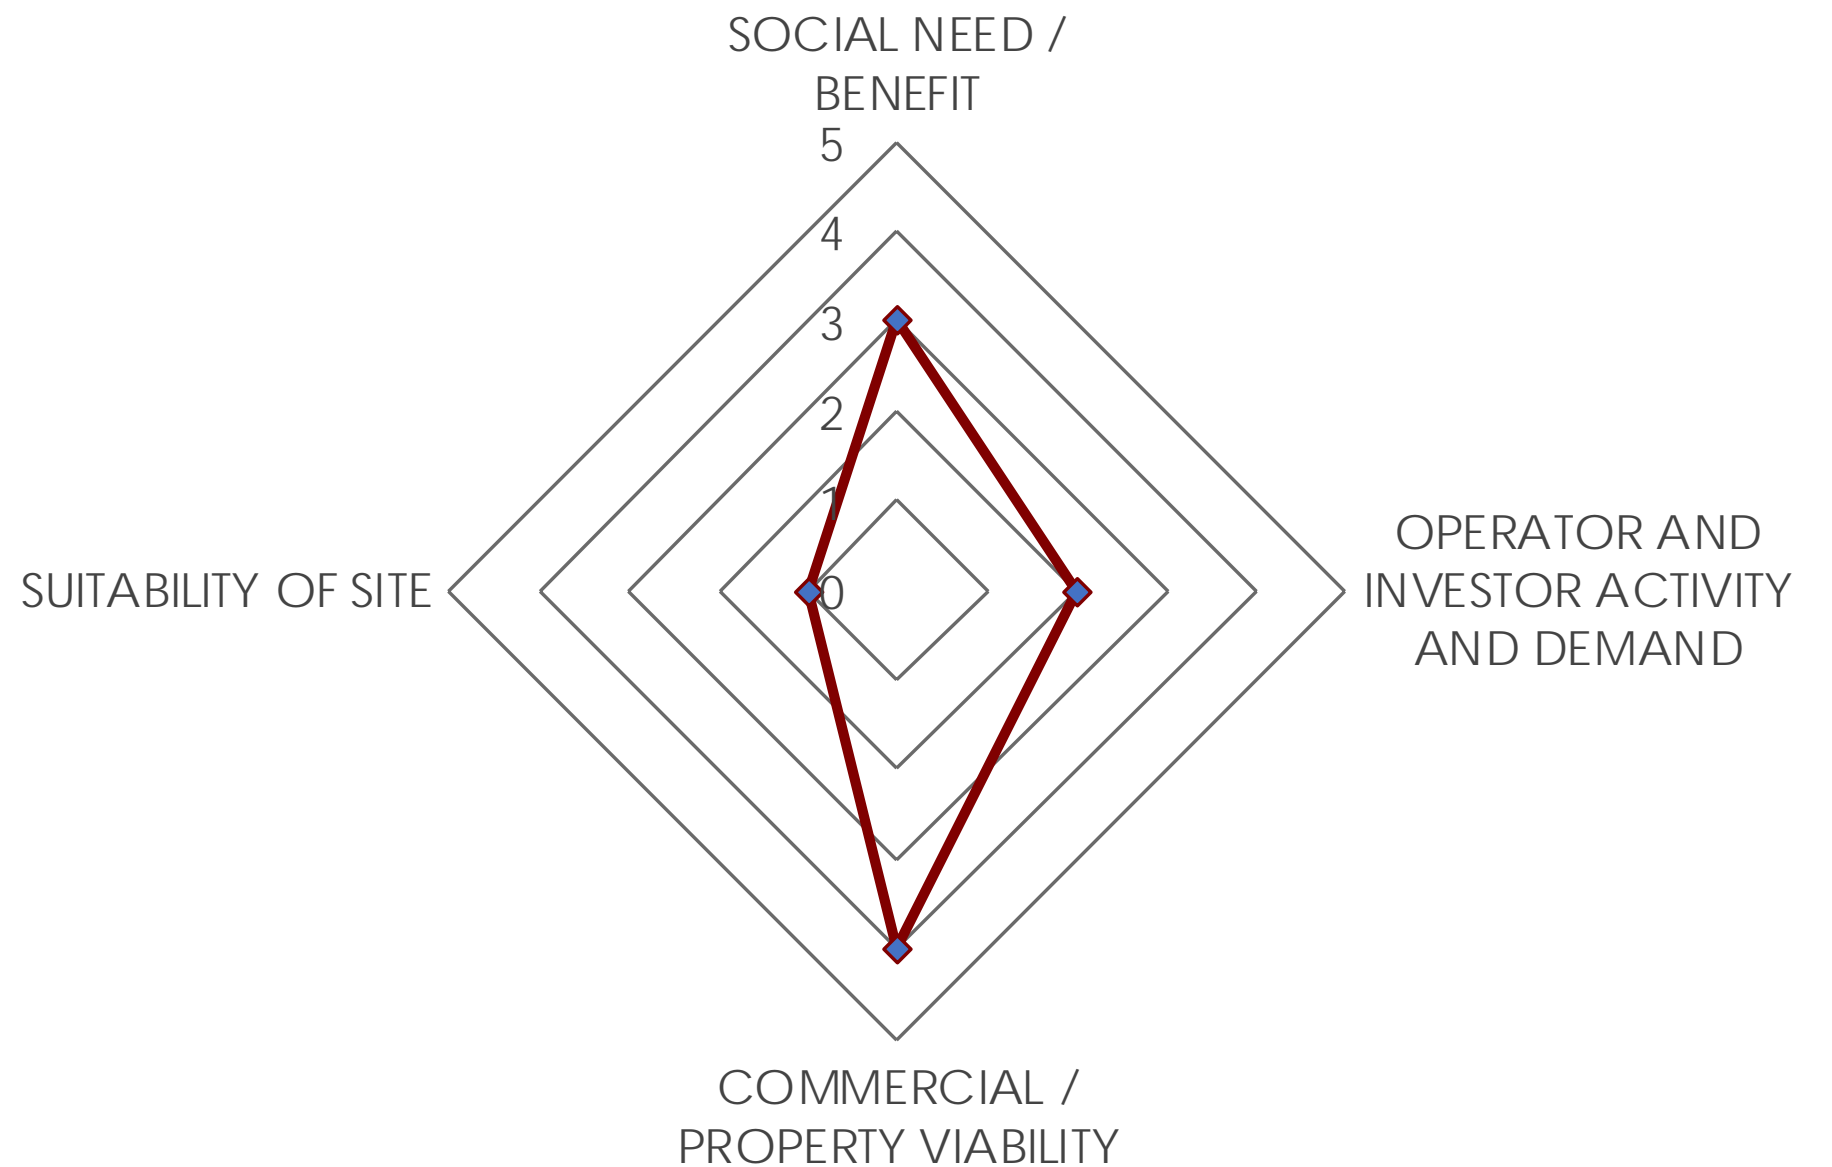 SOCIAL NEED /
BENEFIT
5
4
3
2
1
0
OPERATOR AND
INVESTOR ACTIVITY
AND DEMAND
SUITABILITY OF SITE
COMMERCIAL /
PROPERTY VIABILITY